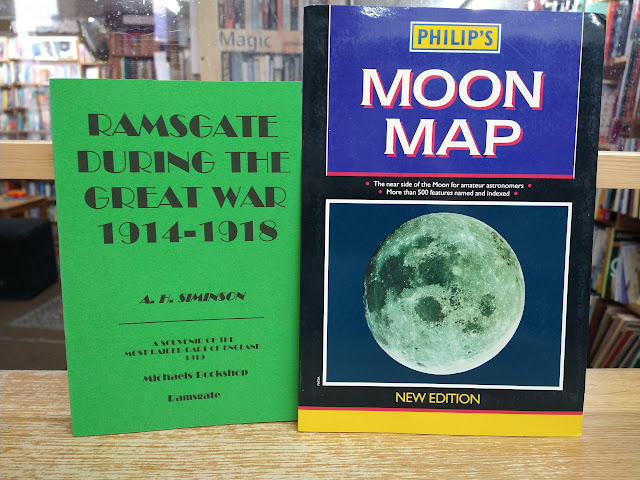 Magic
RAMSGATE
DURING THE
GREAT WAR
1914-1918
A. H. SIMINSON
A SOUVENIR OF THE
MOST RAIDED PART OF ENGLAND
1919
Michaels Bookshop
Ramsgate
PHILIP'S
MOON
MAP
• The near side of the Moon for amateur astronomers •
• More than 500 features named and indexed •
NEW EDITION